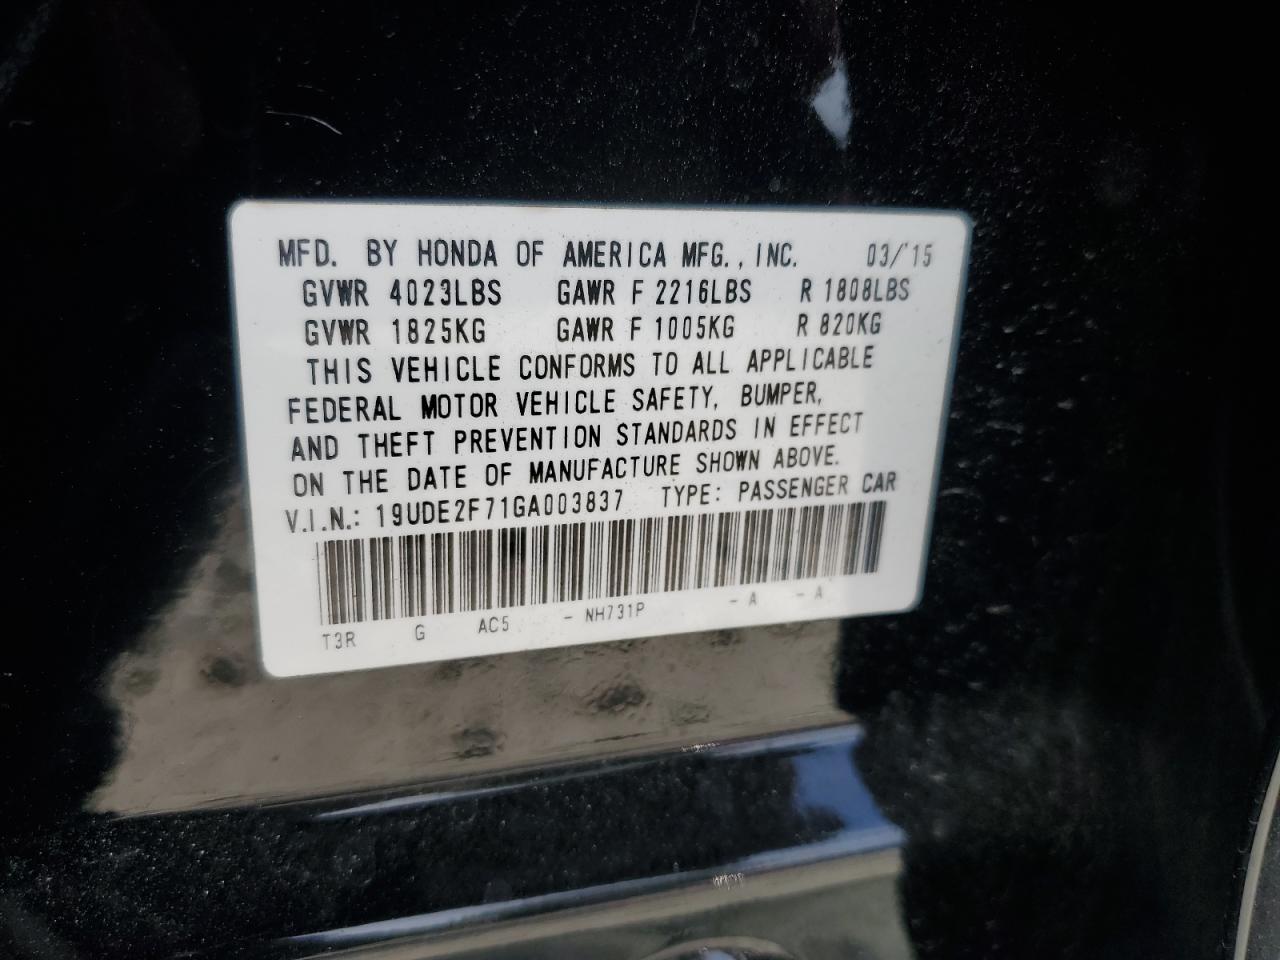 MFD. BY HONDA OF AMERICA MFG., INC. 03/'15
GVWR 4023LBS GAWR F 2216LBS R 1808LBS
GVWR 1825KG GAWR F 1005KG R 820KG
THIS VEHICLE CONFORMS TO ALL APPLICABLE
FEDERAL MOTOR VEHICLE SAFETY, BUMPER,
AND THEFT PREVENTION STANDARDS IN EFFECT
ON THE DATE OF MANUFACTURE SHOWN ABOVE.
V.I.N.: 19UDE2F71GA003837 TYPE: PASSENGER CAR
T3R G AC5 - NH731P - A - A